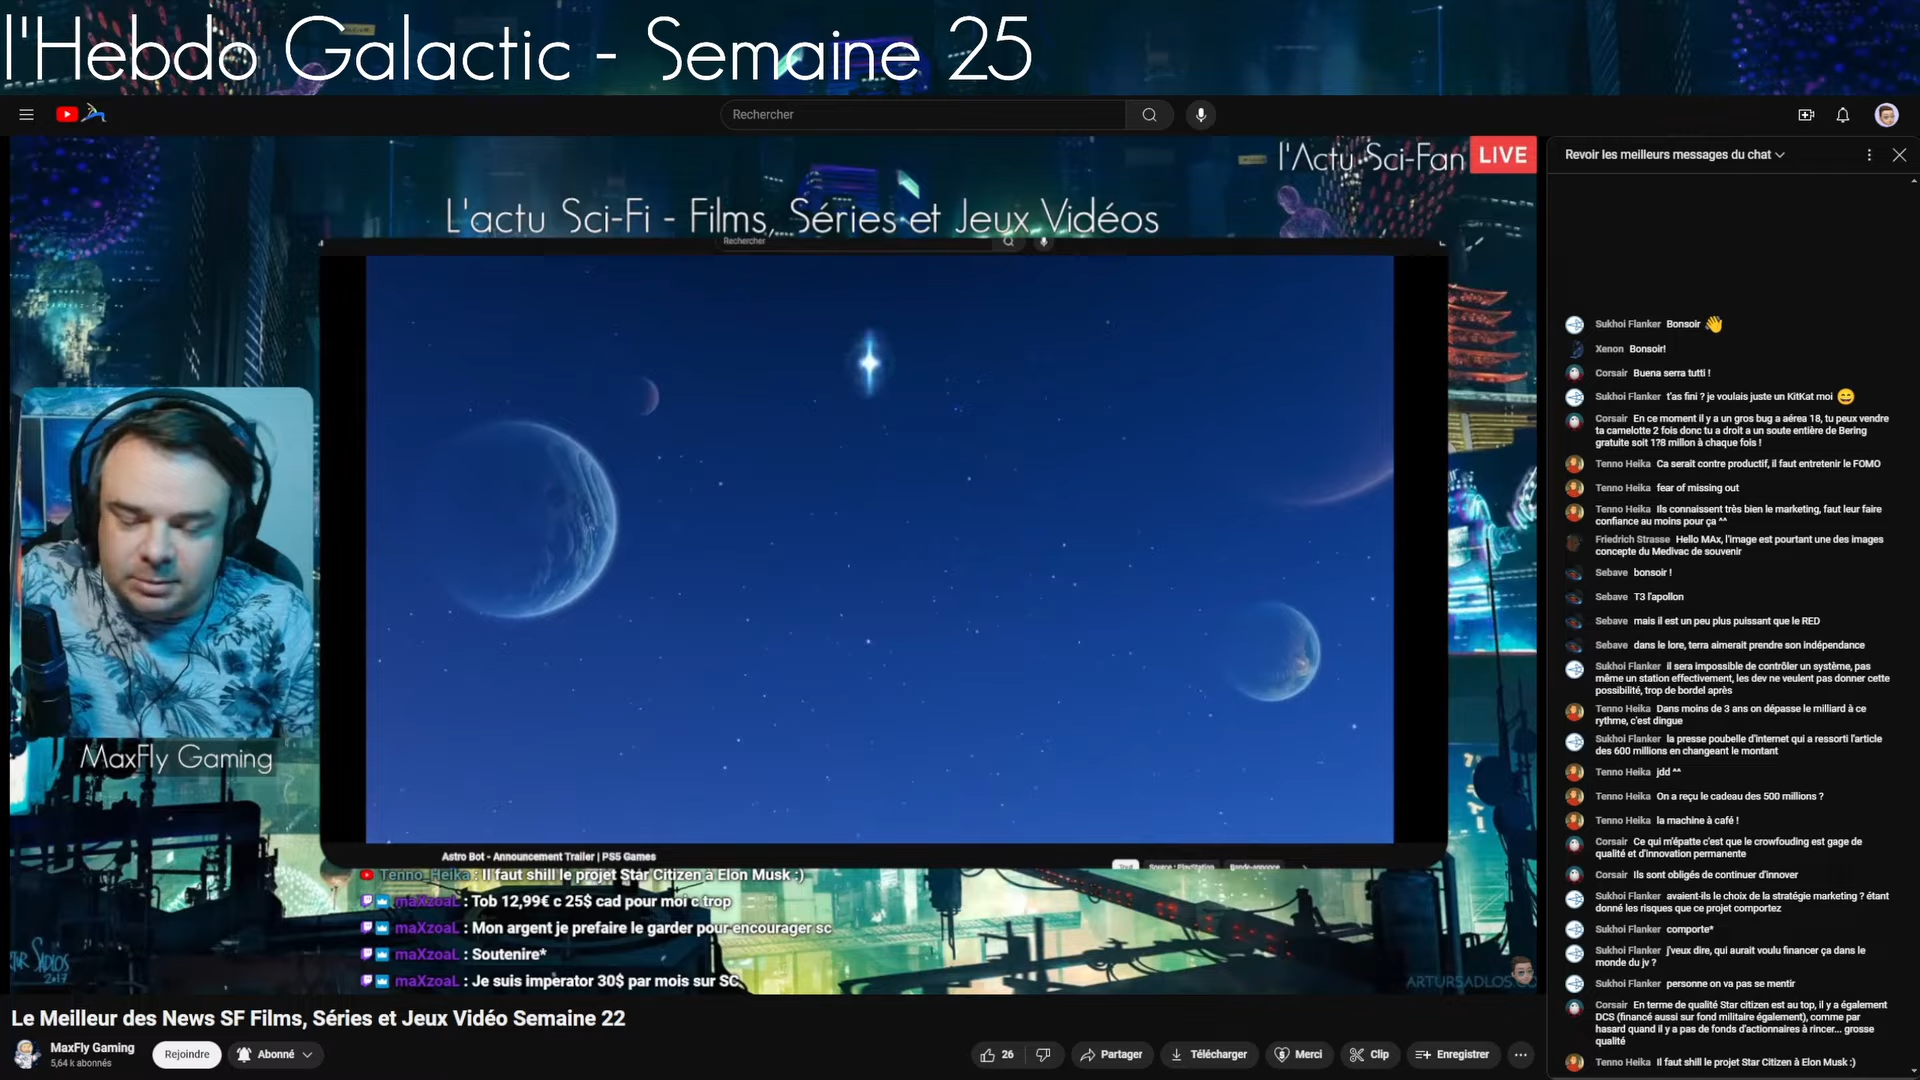 l'Hebdo Galactic - Semaine 25
Rechercher
l'Actu Sci-Fan LIVE
L'actu Sci-Fi - Films, Séries et Jeux Vidéos
Rechercher
MaxFly Gaming
Astro Bot - Announcement Trailer | PS5 Games
Tout Source : PlayStation Bande-annonce
Tenno_Heika : Il faut shill le projet Star Citizen à Elon Musk :)
maXzoaL : Tob 12,99€ c 25$ cad pour moi c trop
maXzoaL : Mon argent je prefaire le garder pour encourager sc
maXzoaL : Soutenire*
maXzoaL : Je suis imperator 30$ par mois sur SC
2017
ARTURSADLOS.CO
Le Meilleur des News SF Films, Séries et Jeux Vidéo Semaine 22
MaxFly Gaming
5,64 k abonnés
Rejoindre
Abonné
26
Partager
Télécharger
Merci
Clip
Enregistrer
Revoir les meilleurs messages du chat
Sukhoi Flanker Bonsoir 👋
Xenon Bonsoir!
Corsair Buena serra tutti !
Sukhoi Flanker t'as fini ? je voulais juste un KitKat moi 😄
Corsair En ce moment il y a un gros bug a aérea 18, tu peux vendre
ta camelotte 2 fois donc tu a droit a un soute entière de Bering
gratuite soit 1?8 millon à chaque fois !
Tenno Heika Ca serait contre productif, il faut entretenir le FOMO
Tenno Heika fear of missing out
Tenno Heika Ils connaissent très bien le marketing, faut leur faire
confiance au moins pour ça ^^
Friedrich Strasse Hello MAx, l'image est pourtant une des images
concepte du Medivac de souvenir
Sebave bonsoir !
Sebave T3 l'apollon
Sebave mais il est un peu plus puissant que le RED
Sebave dans le lore, terra aimerait prendre son indépendance
Sukhoi Flanker il sera impossible de contrôler un système, pas
même un station effectivement, les dev ne veulent pas donner cette
possibilité, trop de bordel après
Tenno Heika Dans moins de 3 ans on dépasse le milliard à ce
rythme, c'est dingue
Sukhoi Flanker la presse poubelle d'internet qui a ressorti l'article
des 600 millions en changeant le montant
Tenno Heika jdd ^^
Tenno Heika On a reçu le cadeau des 500 millions ?
Tenno Heika la machine à café !
Corsair Ce qui m'épatte c'est que le crowfouding est gage de
qualité et d'innovation permanente
Corsair Ils sont obligés de continuer d'innover
Sukhoi Flanker avaient-ils le choix de la stratégie marketing ? étant
donné les risques que ce projet comportez
Sukhoi Flanker comporte*
Sukhoi Flanker j'veux dire, qui aurait voulu financer ça dans le
monde du jv ?
Sukhoi Flanker personne on va pas se mentir
Corsair En terme de qualité Star citizen est au top, il y a également
DCS (financé aussi sur fond militaire également), comme par
hasard quand il y a pas de fonds d'actionnaires à rincer... grosse
qualité
Tenno Heika Il faut shill le projet Star Citizen à Elon Musk :)